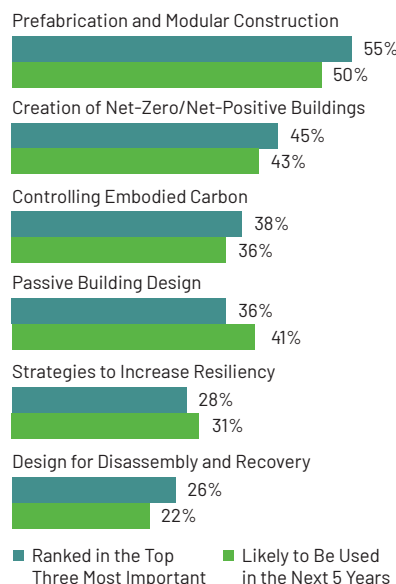 Prefabrication and Modular Construction
55%
50%
Creation of Net-Zero/Net-Positive Buildings
45%
43%
Controlling Embodied Carbon
38%
36%
Passive Building Design
36%
41%
Strategies to Increase Resiliency
28%
31%
Design for Disassembly and Recovery
26%
22%
Ranked in the Top
Three Most Important
Likely to Be Used
in the Next 5 Years